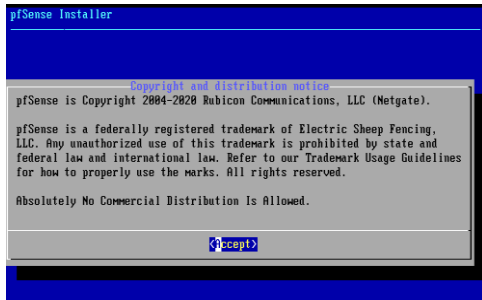 pfSense Installer
Copyright and distribution notice
pfSense is Copyright 2004-2020 Rubicon Communications, LLC (Netgate).
pfSense is a federally registered trademark of Electric Sheep Fencing,
LLC. Any unauthorized use of this trademark is prohibited by state and
federal law and international law. Refer to our Trademark Usage Guidelines
for how to properly use the marks. All rights reserved.
Absolutely No Commercial Distribution Is Allowed.
<Accept>